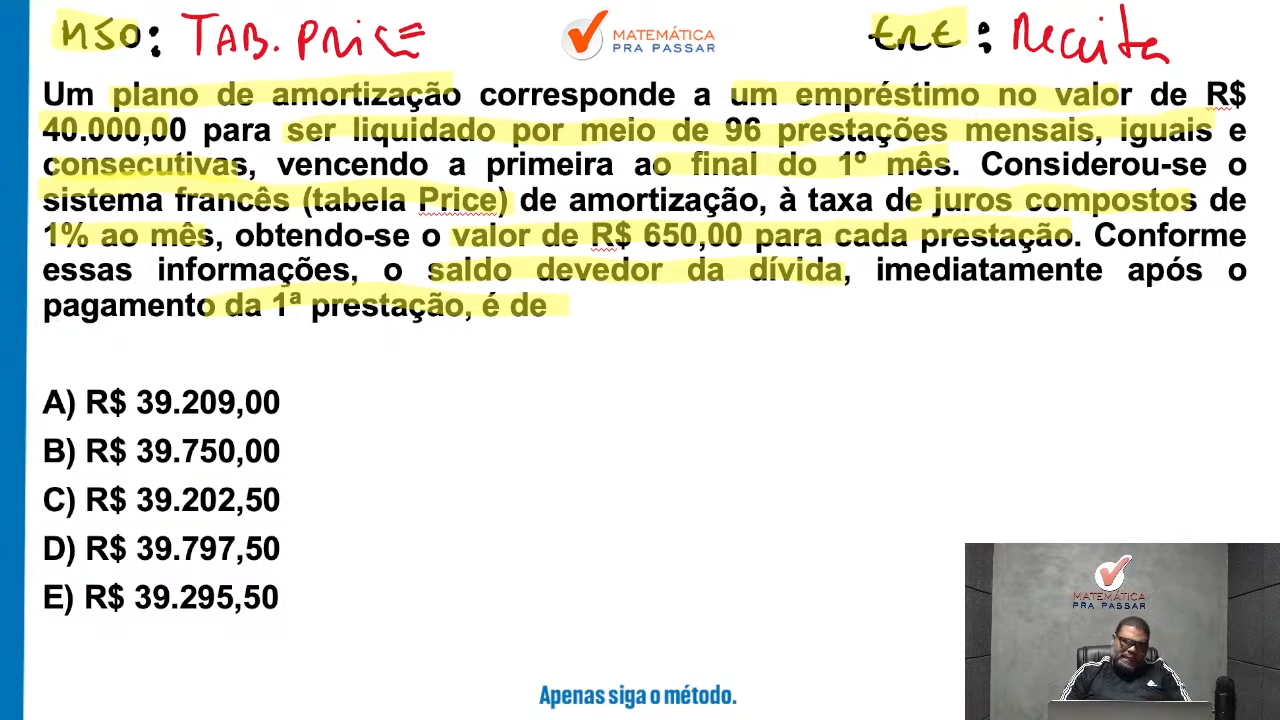 MSO: TAB. PRICE
MATEMÁTICA
PRA PASSAR
ENE: Receita
Um plano de amortização corresponde a um empréstimo no valor de R$
40.000,00 para ser liquidado por meio de 96 prestações mensais, iguais e
consecutivas, vencendo a primeira ao final do 1º mês. Considerou-se o
sistema francês (tabela Price) de amortização, à taxa de juros compostos de
1% ao mês, obtendo-se o valor de R$ 650,00 para cada prestação. Conforme
essas informações, o saldo devedor da dívida, imediatamente após o
pagamento da 1ª prestação, é de
A) R$ 39.209,00
B) R$ 39.750,00
C) R$ 39.202,50
D) R$ 39.797,50
E) R$ 39.295,50
MATEMÁTICA
PRA PASSAR
Apenas siga o método.